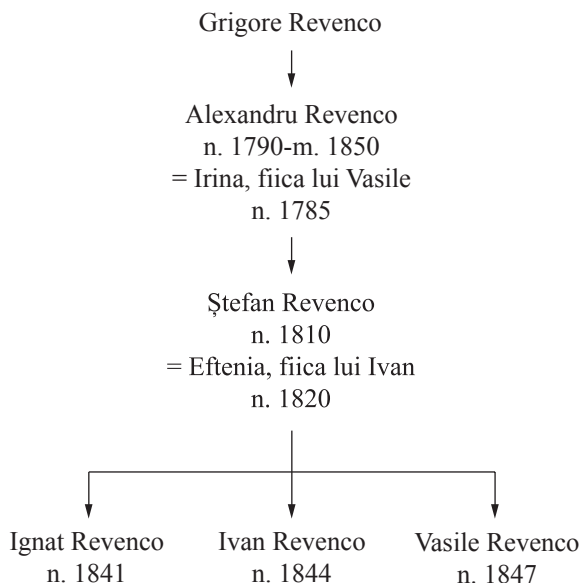 Grigore Revenco
Alexandru Revenco
n. 1790-m. 1850
= Irina, fiica lui Vasile
n. 1785
Ștefan Revenco
n. 1810
= Eftenia, fiica lui Ivan
n. 1820
Ignat Revenco
n. 1841
Ivan Revenco
n. 1844
Vasile Revenco
n. 1847